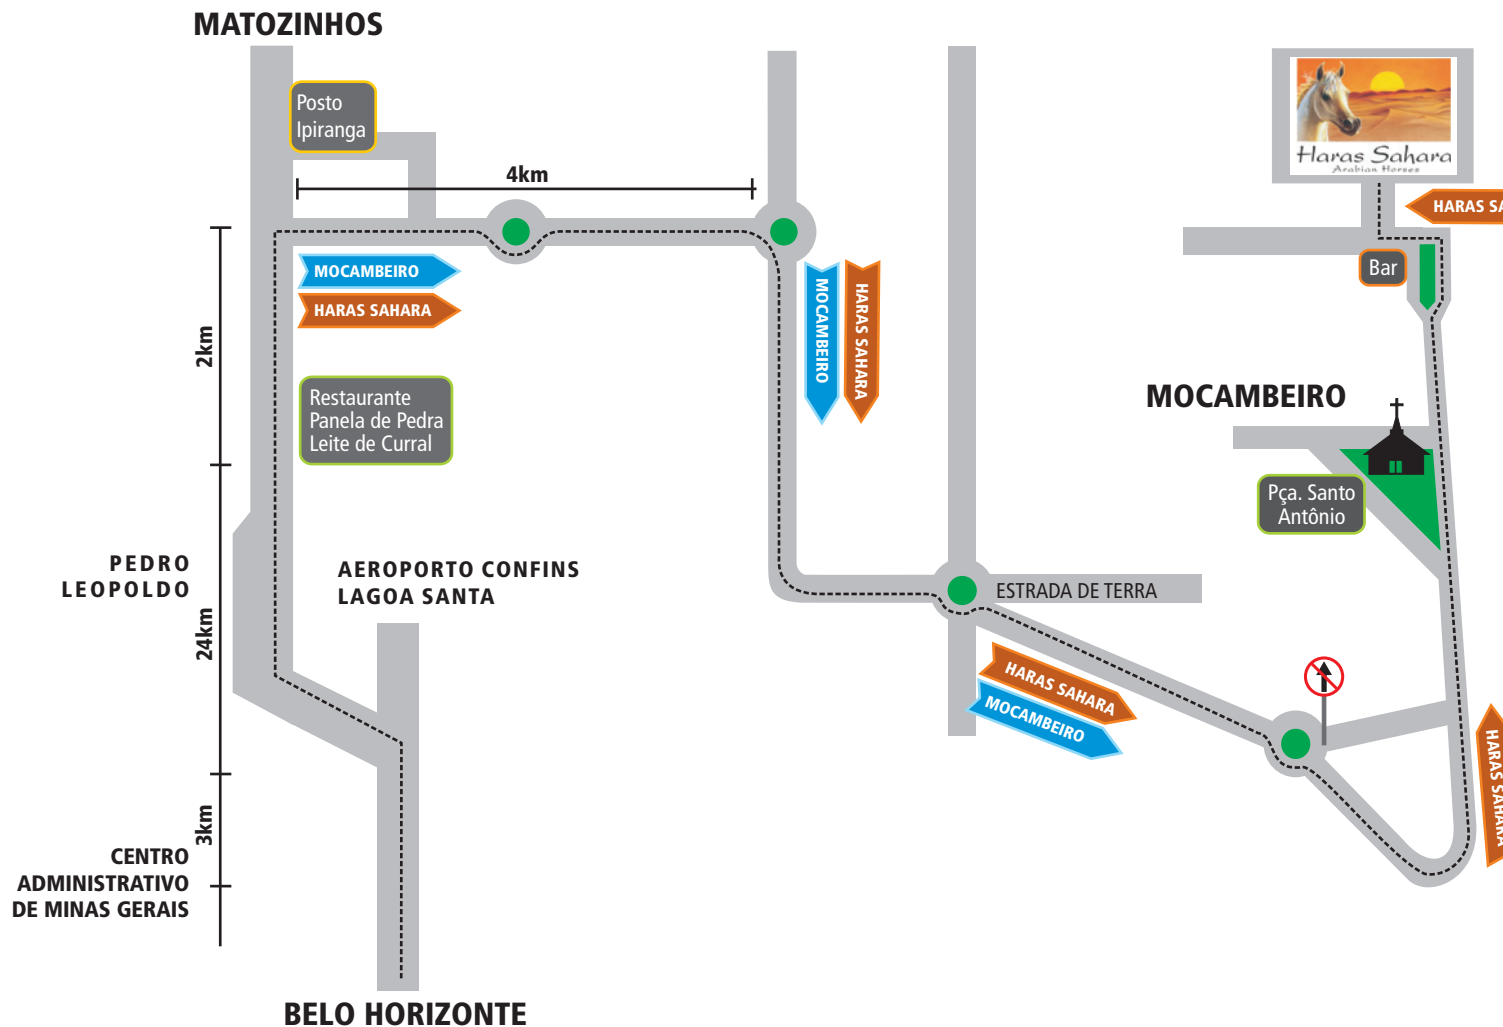 MATOZINHOS
Posto
Ipiranga
4km
MOCAMBEIRO
HARAS SAHARA
2km
Restaurante
Panela de Pedra
Leite de Curral
MOCAMBEIRO
HARAS SAHARA
Haras Sahara
Arabian Horses
HARAS SA
Bar
MOCAMBEIRO
Pça. Santo
Antônio
PEDRO
LEOPOLDO
AEROPORTO CONFINS
LAGOA SANTA
24km
ESTRADA DE TERRA
HARAS SAHARA
MOCAMBEIRO
HARAS SAHARA
3km
CENTRO
ADMINISTRATIVO
DE MINAS GERAIS
BELO HORIZONTE